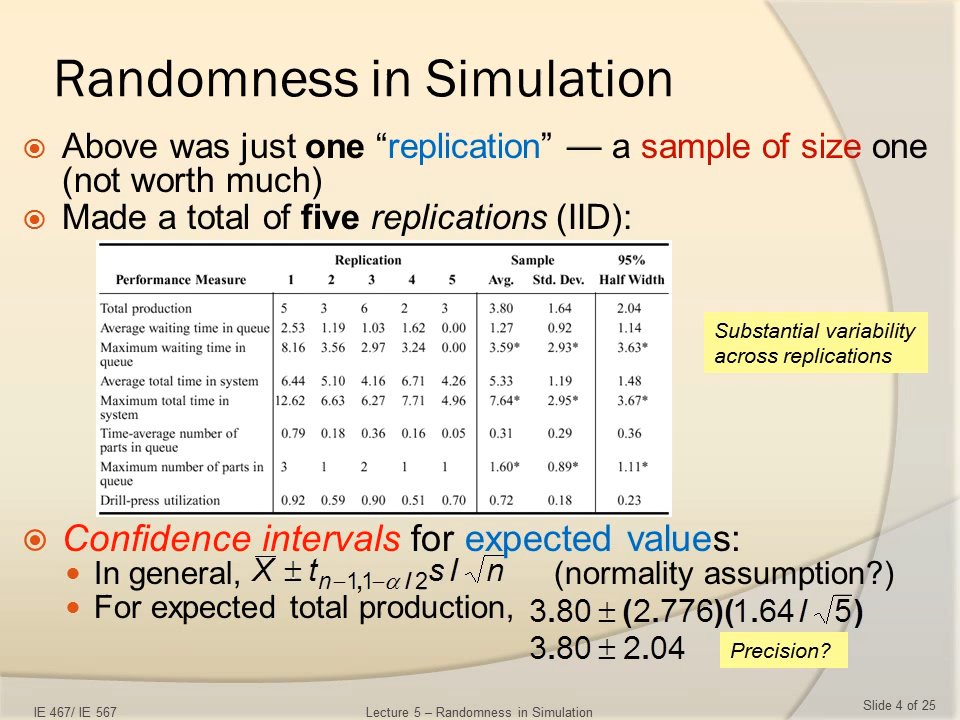 Randomness in Simulation
Above was just one “replication” — a sample of size one
(not worth much)
Made a total of five replications (IID):
Replication Sample 95%
Performance Measure 1 2 3 4 5 Avg. Std. Dev. Half Width
Total production 5 3 6 2 3 3.80 1.64 2.04
Average waiting time in queue 2.53 1.19 1.03 1.62 0.00 1.27 0.92 1.14
Maximum waiting time in 8.16 3.56 2.97 3.24 0.00 3.59* 2.93* 3.63*
queue
Average total time in system 6.44 5.10 4.16 6.71 4.26 5.33 1.19 1.48
Maximum total time in 12.62 6.63 6.27 7.71 4.96 7.64* 2.95* 3.67*
system
Time-average number of 0.79 0.18 0.36 0.16 0.05 0.31 0.29 0.36
parts in queue
Maximum number of parts in 3 1 2 1 1 1.60* 0.89* 1.11*
queue
Drill-press utilization 0.92 0.59 0.90 0.51 0.70 0.72 0.18 0.23
Substantial variability
across replications
Confidence intervals for expected values:
In general, X̅ ± t n−1,1−α/2 s / √n (normality assumption?)
For expected total production, 3.80 ± (2.776)(1.64 / √5)
3.80 ± 2.04
Precision?
IE 467/ IE 567 Lecture 5 – Randomness in Simulation Slide 4 of 25